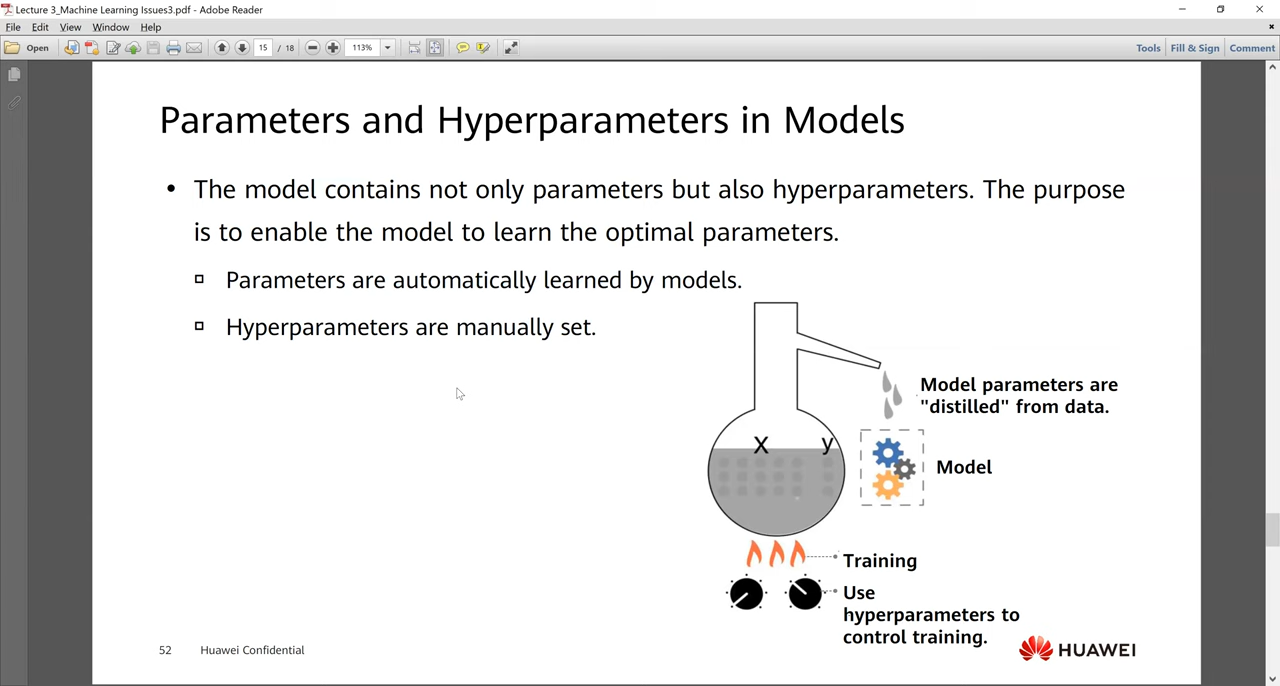 Lecture 3_Machine Learning Issues3.pdf - Adobe Reader
File Edit View Window Help
Open 15 / 18 113% Tools Fill & Sign Comment
Parameters and Hyperparameters in Models
• The model contains not only parameters but also hyperparameters. The purpose
is to enable the model to learn the optimal parameters.
Parameters are automatically learned by models.
Hyperparameters are manually set.
Model parameters are
"distilled" from data.
X y
Model
Training
Use
hyperparameters to
control training.
52 Huawei Confidential
HUAWEI